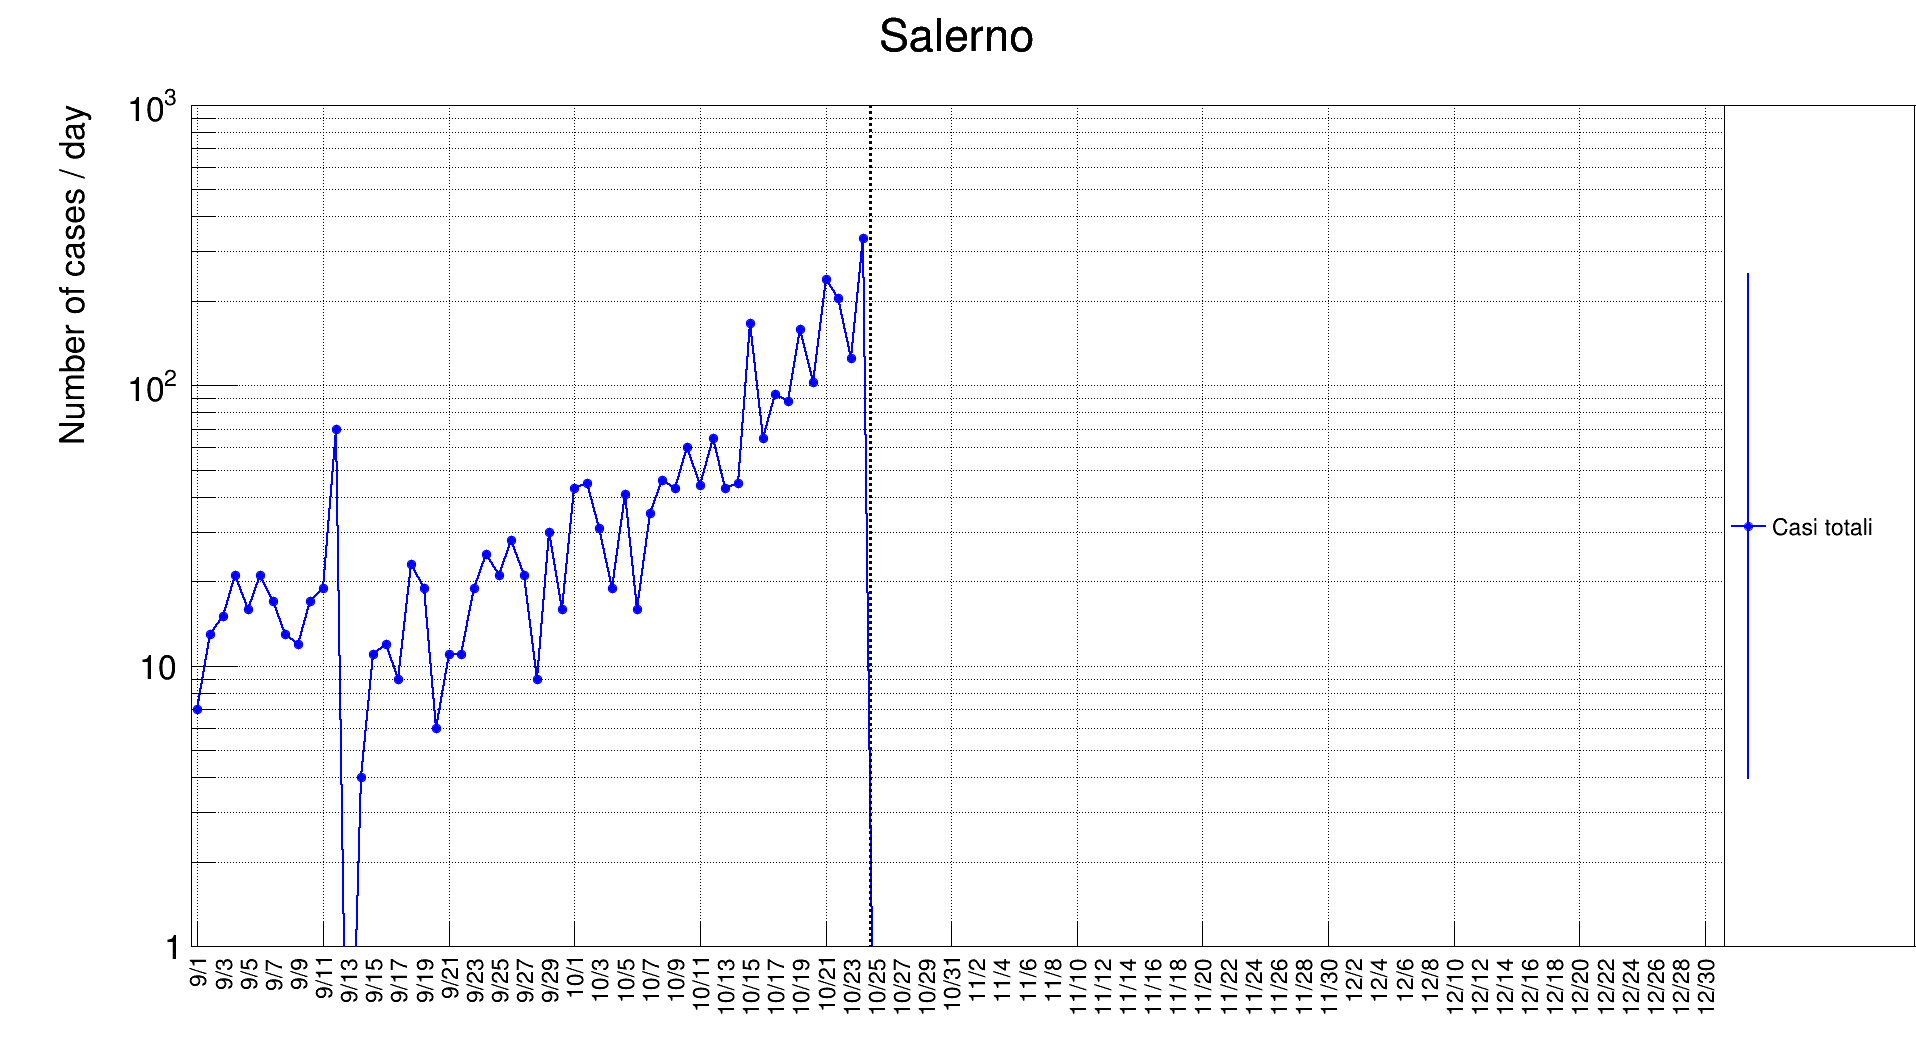 Salerno
Number of cases / day
10³
10²
10
1
9/1 9/3 9/5 9/7 9/9 9/11 9/13 9/15 9/17 9/19 9/21 9/23 9/25 9/27 9/29 10/1 10/3 10/5 10/7 10/9 10/11 10/13 10/15 10/17 10/19 10/21 10/23 10/25 10/27 10/29 10/31 11/2 11/4 11/6 11/8 11/10 11/12 11/14 11/16 11/18 11/20 11/22 11/24 11/26 11/28 11/30 12/2 12/4 12/6 12/8 12/10 12/12 12/14 12/16 12/18 12/20 12/22 12/24 12/26 12/28 12/30
Casi totali